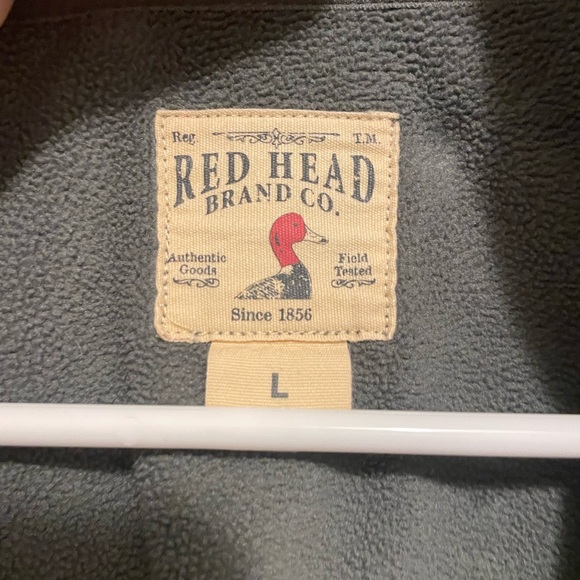 Reg. T.M.
RED HEAD
BRAND CO.
Authentic Field
Goods Tested
Since 1856
L